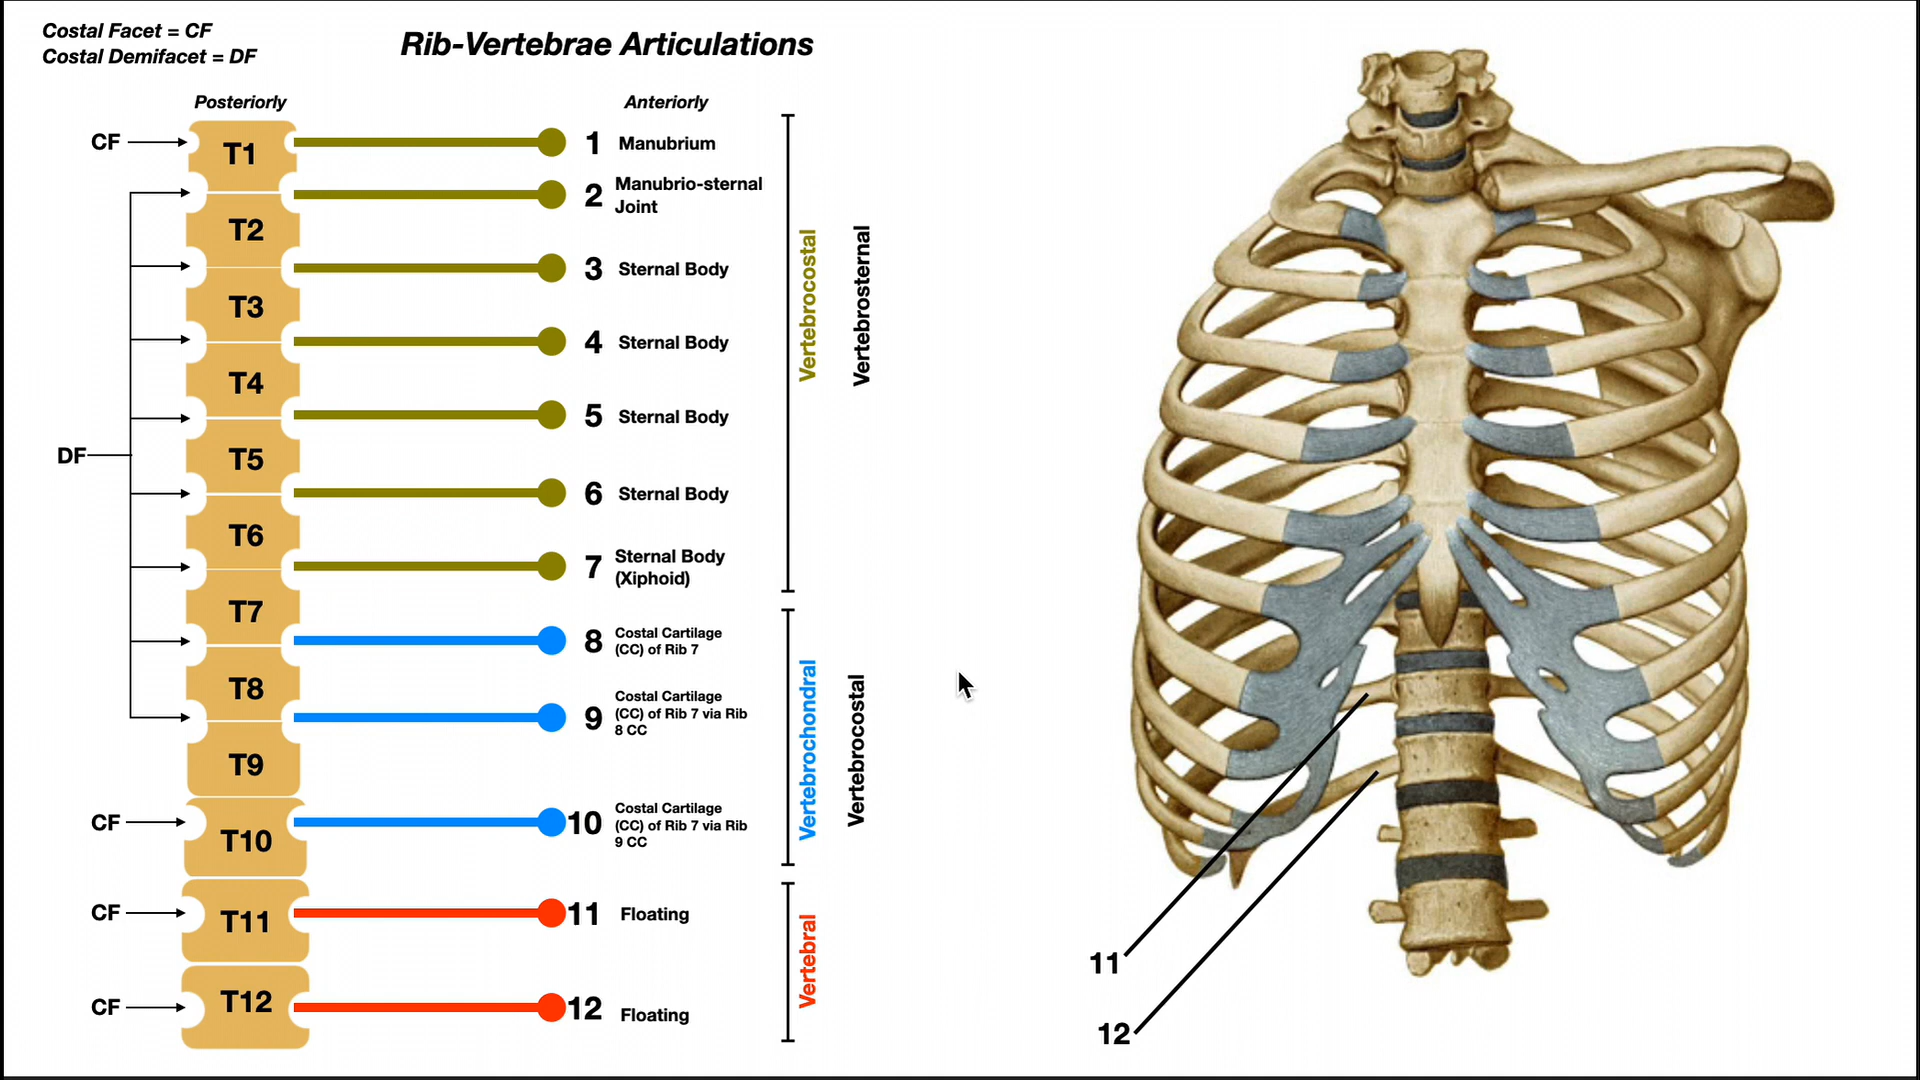 Costal Facet = CF
Costal Demifacet = DF
Rib-Vertebrae Articulations
Posteriorly
Anteriorly
CF
T1
1
Manubrium
2
Manubrio-sternal
Joint
T2
3
Sternal Body
T3
4
Sternal Body
T4
5
Sternal Body
DF
T5
6
Sternal Body
T6
7
Sternal Body
(Xiphoid)
T7
8
Costal Cartilage
(CC) of Rib 7
T8
9
Costal Cartilage
(CC) of Rib 7 via Rib
8 CC
T9
CF
T10
10
Costal Cartilage
(CC) of Rib 7 via Rib
9 CC
CF
T11
11
Floating
CF
T12
12
Floating
Vertebrocostal
Vertebrosternal
Vertebrochondral
Vertebrocostal
Vertebral
11
12